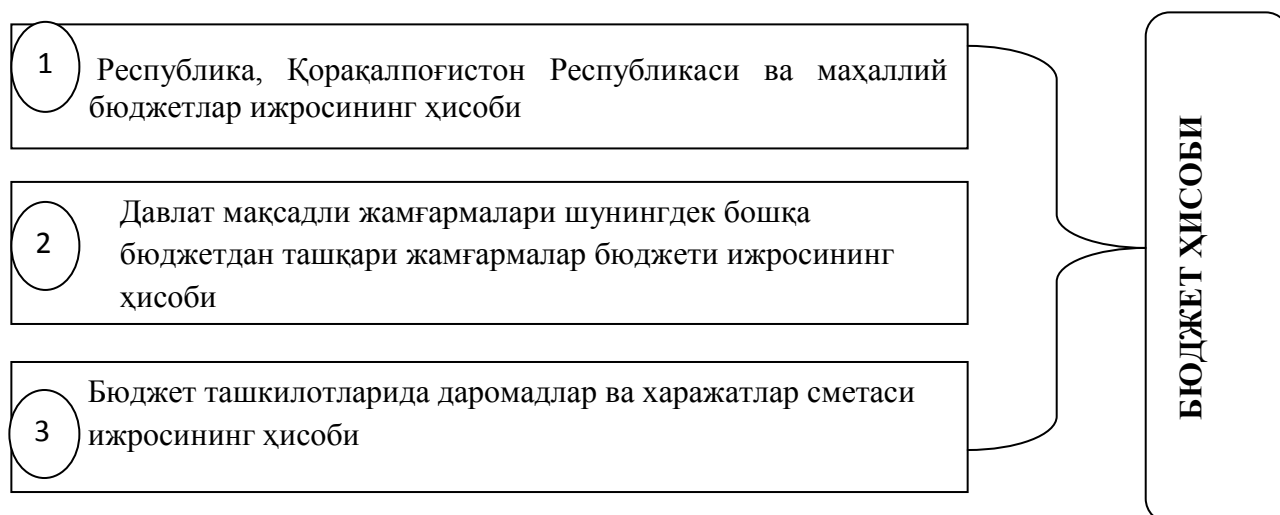 1
Республика, Қорақалпоғистон Республикаси ва маҳаллий
бюджетлар ижросининг ҳисоби
2
Давлат мақсадли жамғармалари шунингдек бошқа
бюджетдан ташқари жамғармалар бюджети ижросининг
ҳисоби
3
Бюджет ташкилотларида даромадлар ва харажатлар сметаси
ижросининг ҳисоби
БЮДЖЕТ ҲИСОБИ